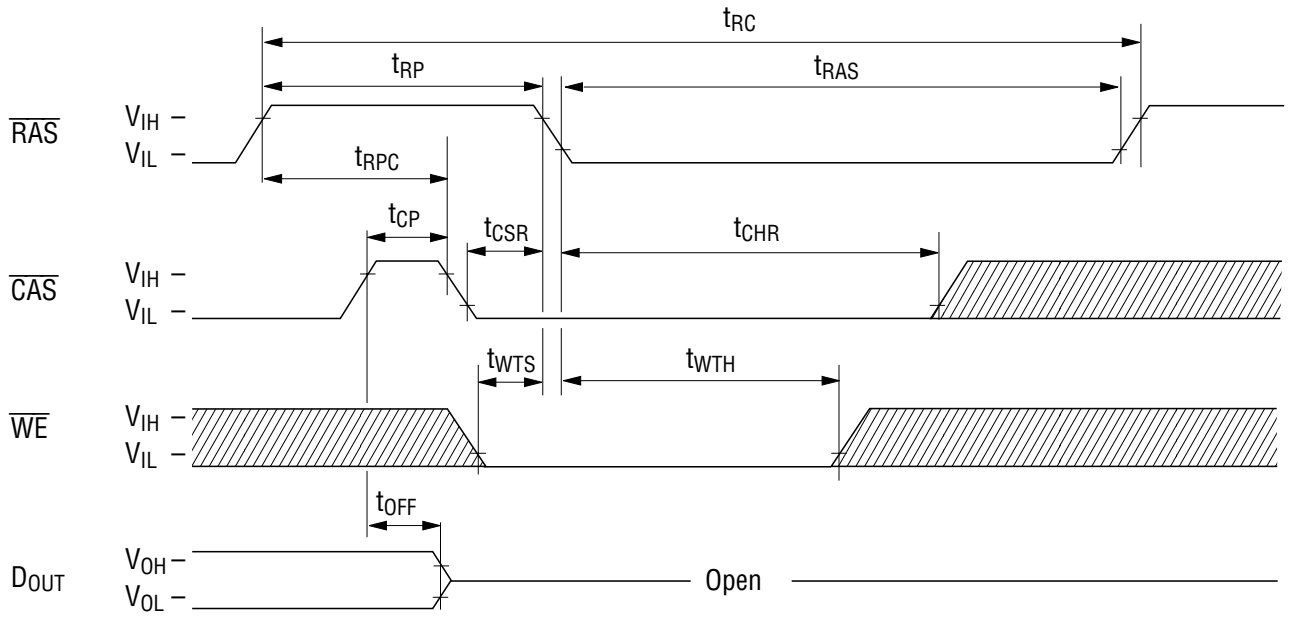 tRC
tRP
tRAS
RAS
VIH
VIL
tRPC
tCP
tCSR
tCHR
CAS
VIH
VIL
tWTS
tWTH
WE
VIH
VIL
tOFF
DOUT
VOH
VOL
Open